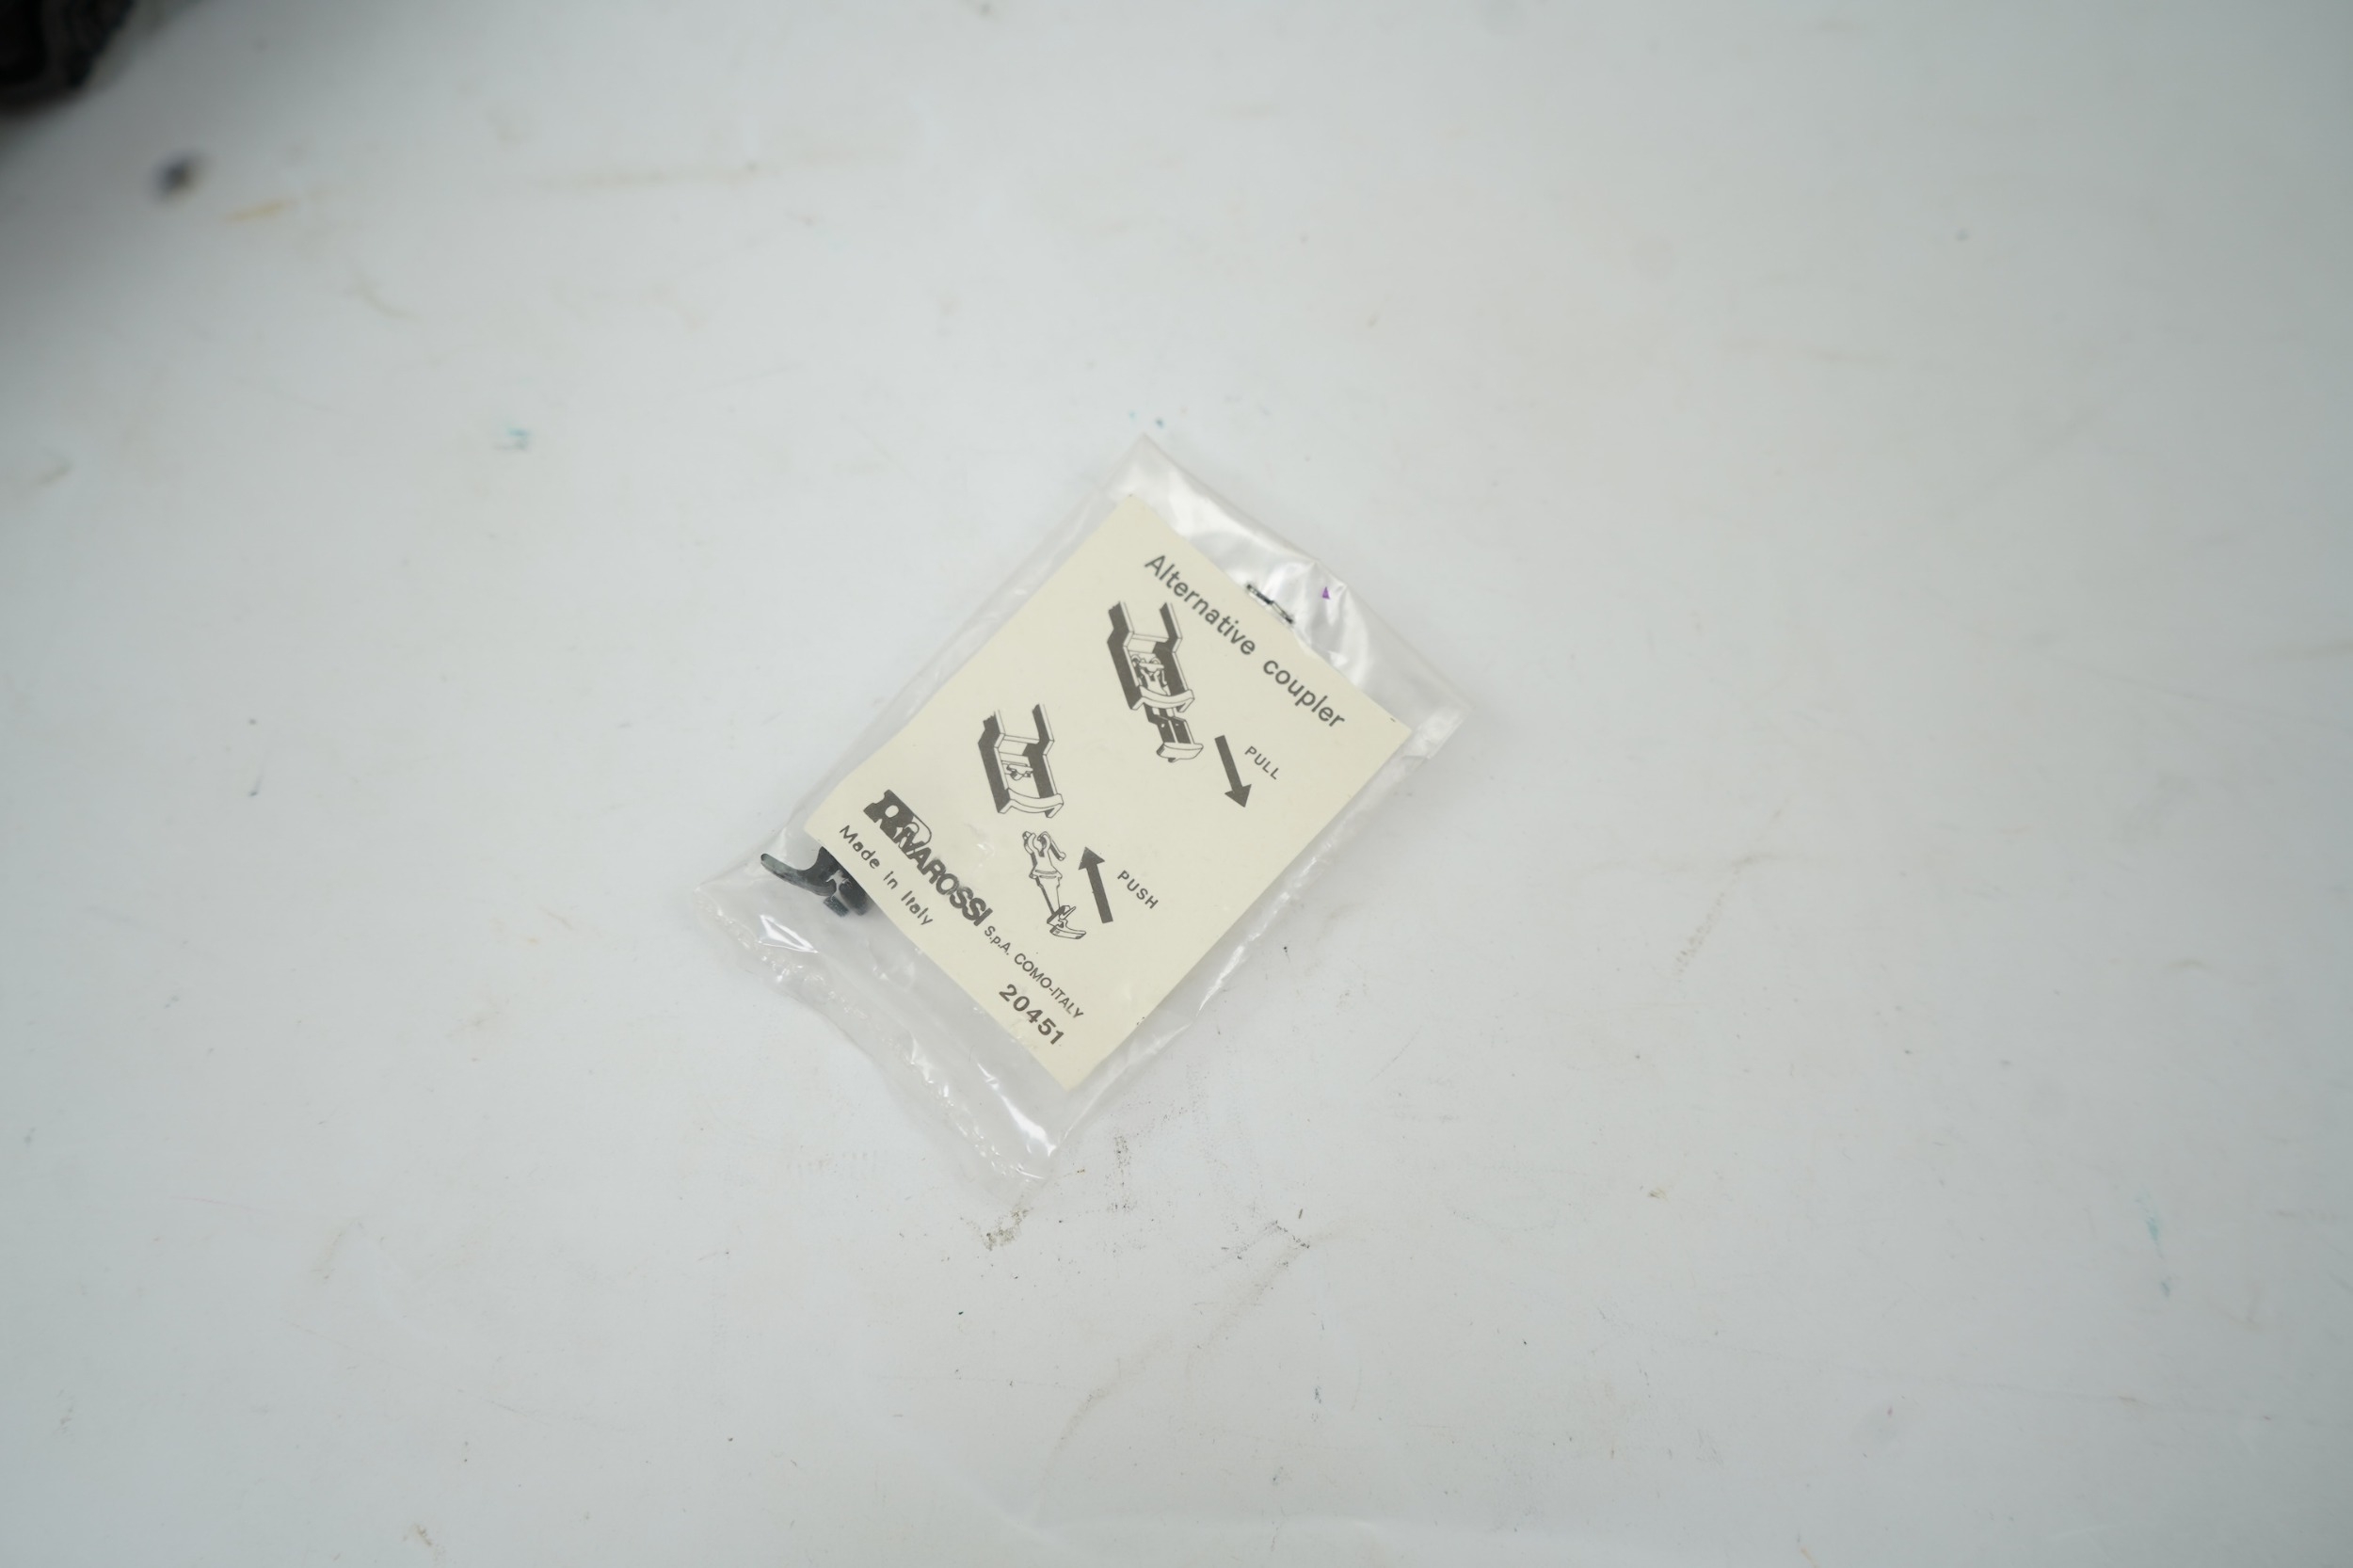 Alternative coupler
PULL
PUSH
RIVAROSSI S.p.A. COMO-ITALY
Made in Italy
20451